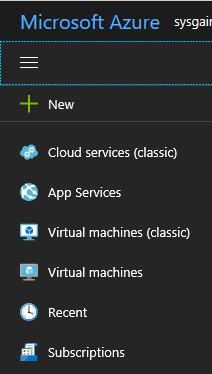 Microsoft Azure sysgain
New
Cloud services (classic)
App Services
Virtual machines (classic)
Virtual machines
Recent
Subscriptions